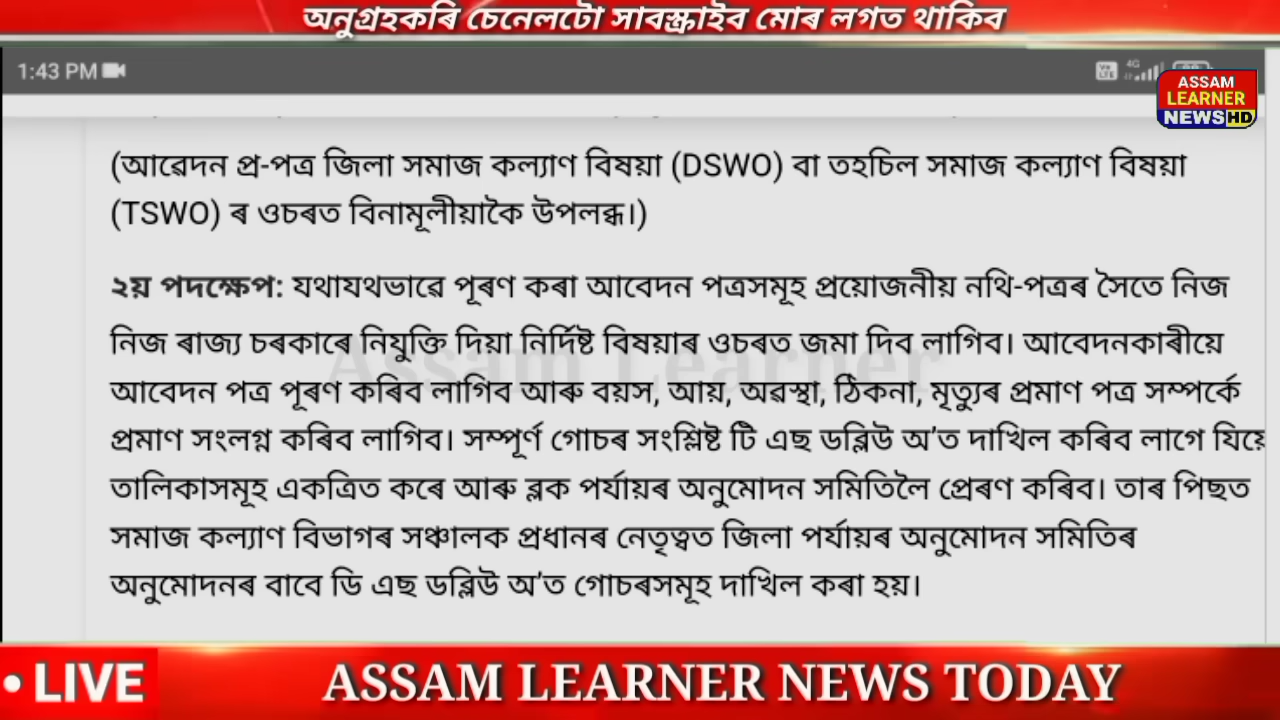 অনুগ্ৰহকৰি চেনেলটো সাবস্ক্ৰাইব মোৰ লগত থাকিব
1:43 PM
Vo LTE 4G
ASSAM
LEARNER
NEWS HD
(আৱেদন প্ৰ-পত্ৰ জিলা সমাজ কল্যাণ বিষয়া (DSWO) বা তহচিল সমাজ কল্যাণ বিষয়া
(TSWO) ৰ ওচৰত বিনামূলীয়াকৈ উপলব্ধ।)
২য় পদক্ষেপ: যথাযথভাৱে পূৰণ কৰা আবেদন পত্ৰসমূহ প্ৰয়োজনীয় নথি-পত্ৰৰ সৈতে নিজ
নিজ ৰাজ্য চৰকাৰে নিযুক্তি দিয়া নিৰ্দিষ্ট বিষয়াৰ ওচৰত জমা দিব লাগিব। আবেদনকাৰীয়ে
আবেদন পত্ৰ পূৰণ কৰিব লাগিব আৰু বয়স, আয়, অৱস্থা, ঠিকনা, মৃত্যুৰ প্ৰমাণ পত্ৰ সম্পৰ্কে
প্ৰমাণ সংলগ্ন কৰিব লাগিব। সম্পূৰ্ণ গোচৰ সংশ্লিষ্ট টি এছ ডব্লিউ অ'ত দাখিল কৰিব লাগে যিয়ে
তালিকাসমূহ একত্ৰিত কৰে আৰু ব্লক পৰ্যায়ৰ অনুমোদন সমিতিলৈ প্ৰেৰণ কৰিব। তাৰ পিছত
সমাজ কল্যাণ বিভাগৰ সঞ্চালক প্ৰধানৰ নেতৃত্বত জিলা পৰ্যায়ৰ অনুমোদন সমিতিৰ
অনুমোদনৰ বাবে ডি এছ ডব্লিউ অ'ত গোচৰসমূহ দাখিল কৰা হয়।
Assam Learner
• LIVE
ASSAM LEARNER NEWS TODAY